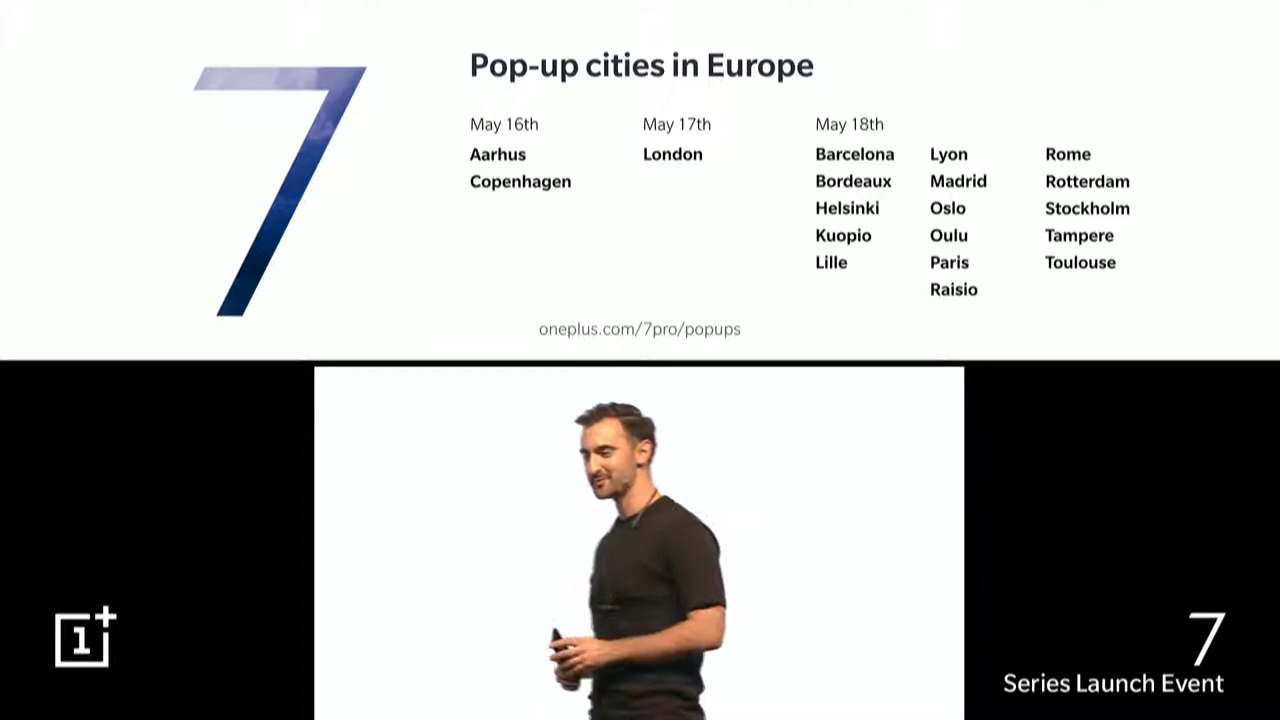 7
Pop-up cities in Europe
May 16th
Aarhus
Copenhagen
May 17th
London
May 18th
Barcelona
Bordeaux
Helsinki
Kuopio
Lille
Lyon
Madrid
Oslo
Oulu
Paris
Raisio
Rome
Rotterdam
Stockholm
Tampere
Toulouse
oneplus.com/7pro/popups
1+
7
Series Launch Event